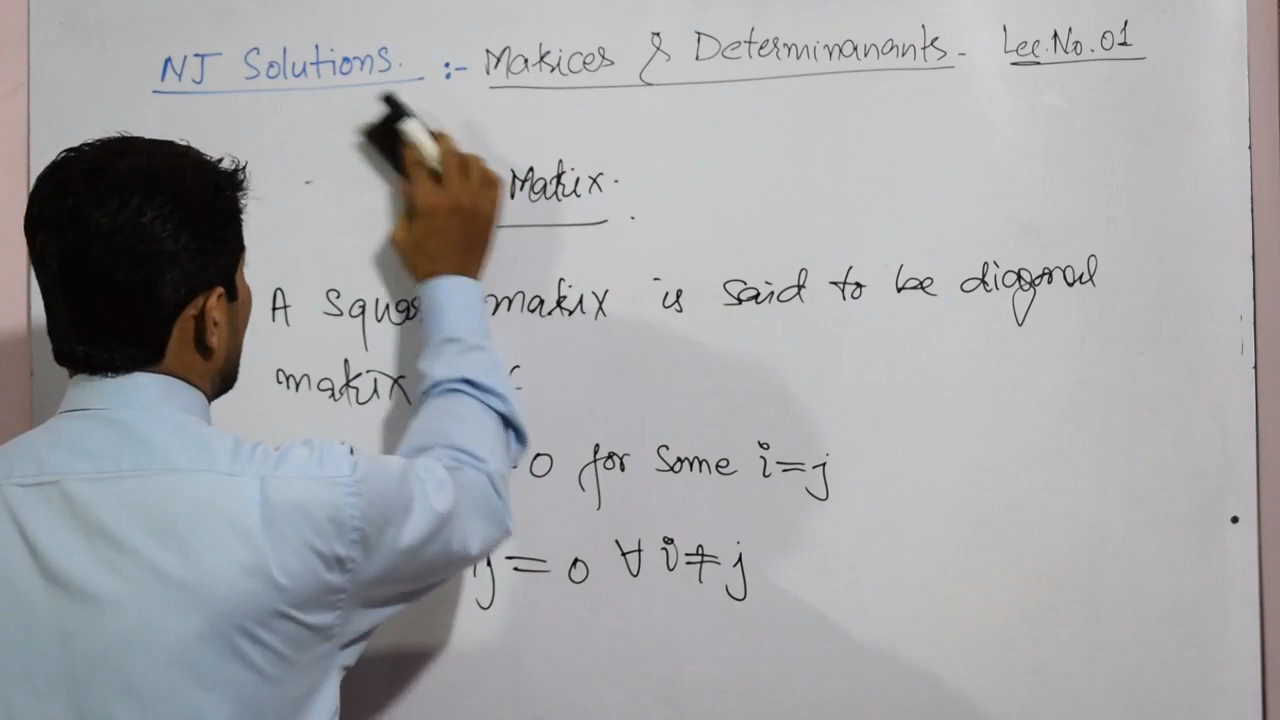 NJ Solutions. :- Matrices & Determinanants - Lec.No.01
Matrix.
A square matrix is said to be diagonal
matrix
0 for some i=j
j = 0 ∀ i≠j